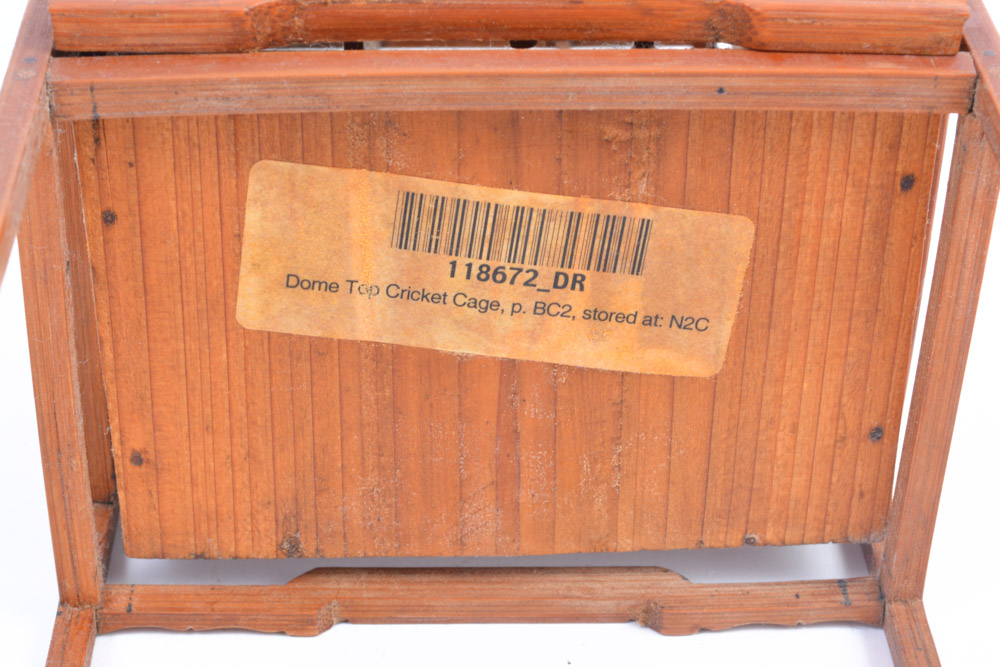 118672_DR
Dome Top Cricket Cage, p. BC2, stored at: N2C